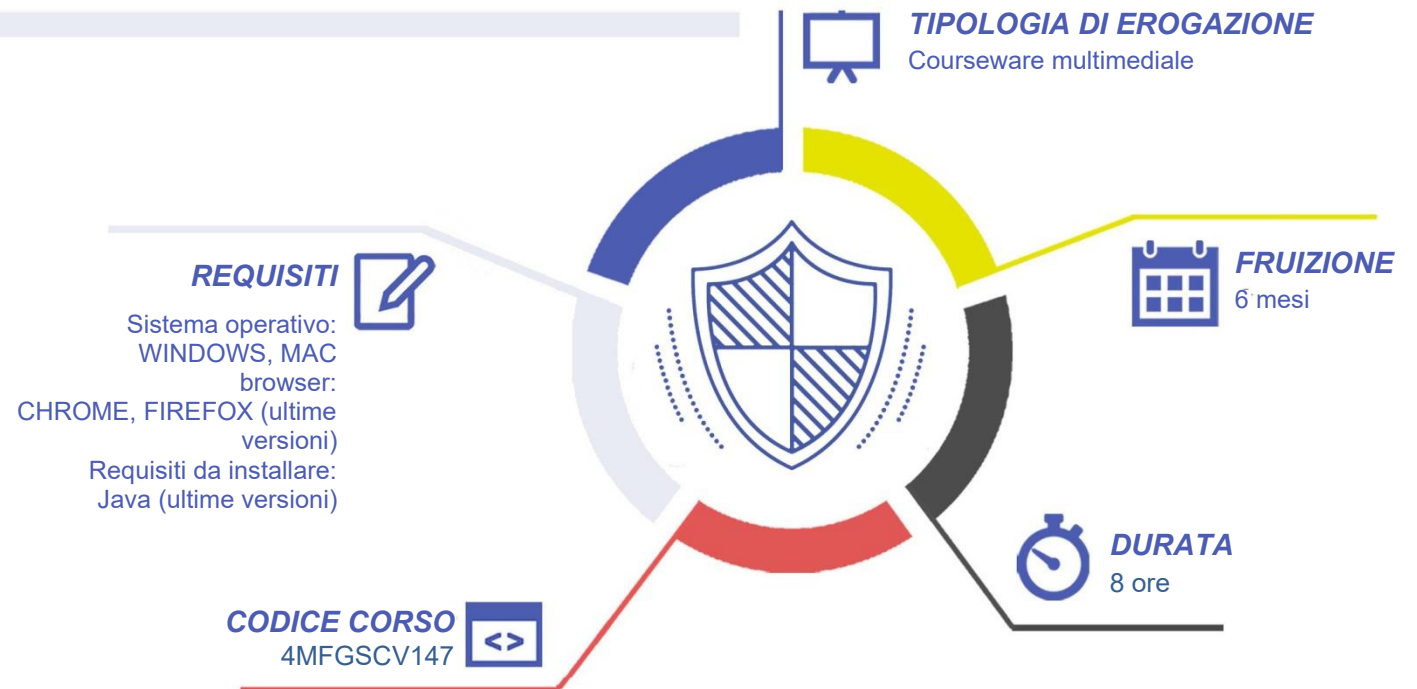 TIPOLOGIA DI EROGAZIONE
Courseware multimediale
REQUISITI
Sistema operativo:
WINDOWS, MAC
browser:
CHROME, FIREFOX (ultime
versioni)
Requisiti da installare:
Java (ultime versioni)
FRUIZIONE
6 mesi
DURATA
8 ore
CODICE CORSO
4MFGSCV147
<>